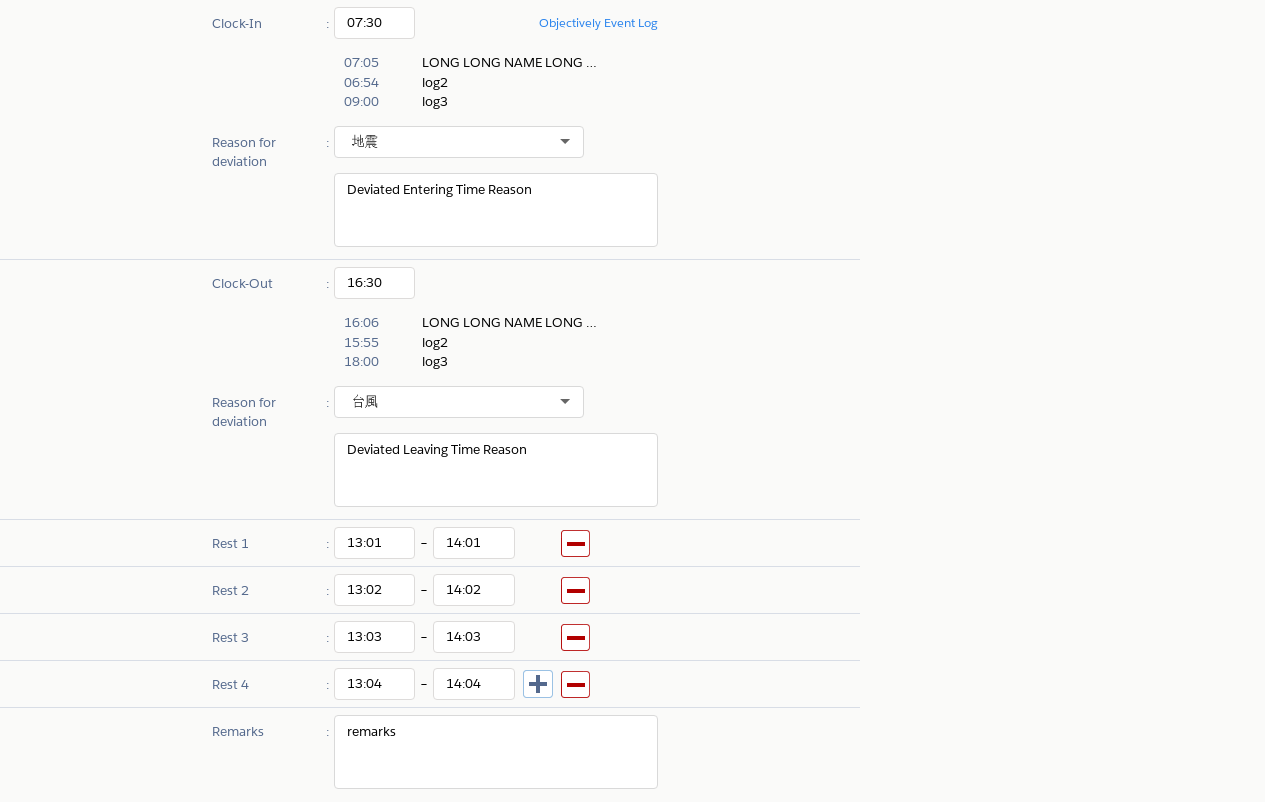 Clock-In : 07:30 Objectively Event Log
07:05 LONG LONG NAME LONG ...
06:54 log2
09:00 log3
Reason for deviation : 地震
Deviated Entering Time Reason
Clock-Out : 16:30
16:06 LONG LONG NAME LONG ...
15:55 log2
18:00 log3
Reason for deviation : 台風
Deviated Leaving Time Reason
Rest 1 : 13:01 – 14:01
Rest 2 : 13:02 – 14:02
Rest 3 : 13:03 – 14:03
Rest 4 : 13:04 – 14:04
Remarks : remarks